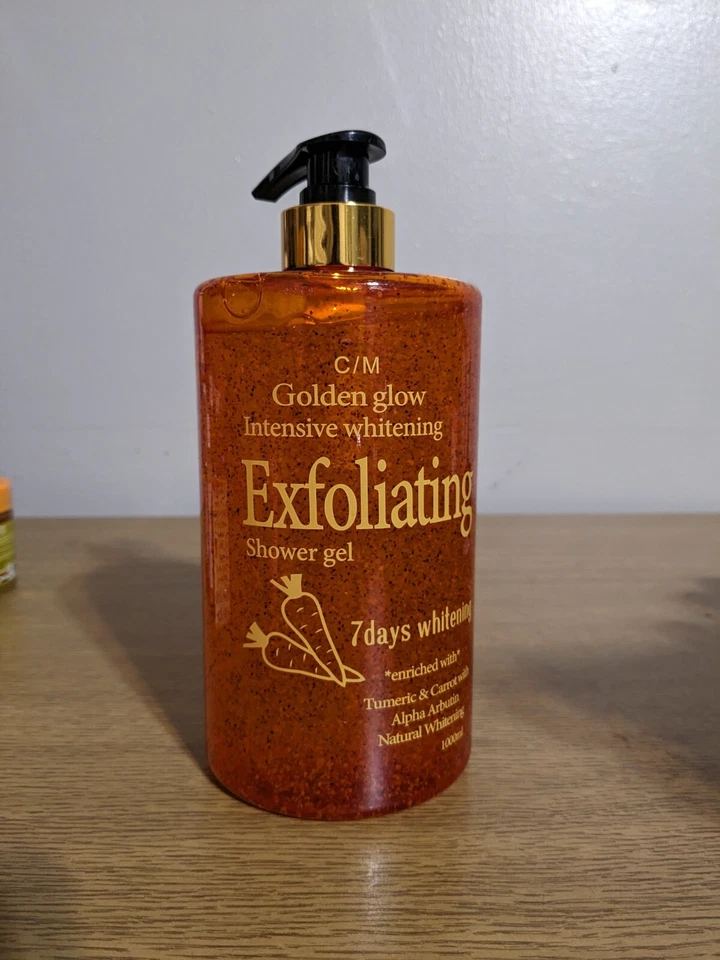 C/M
Golden glow
Intensive whitening
Exfoliating
Shower gel
7days whitening
*enriched with*
Tumeric & Carrot with
Alpha Arbutin
Natural Whitening
1000ml